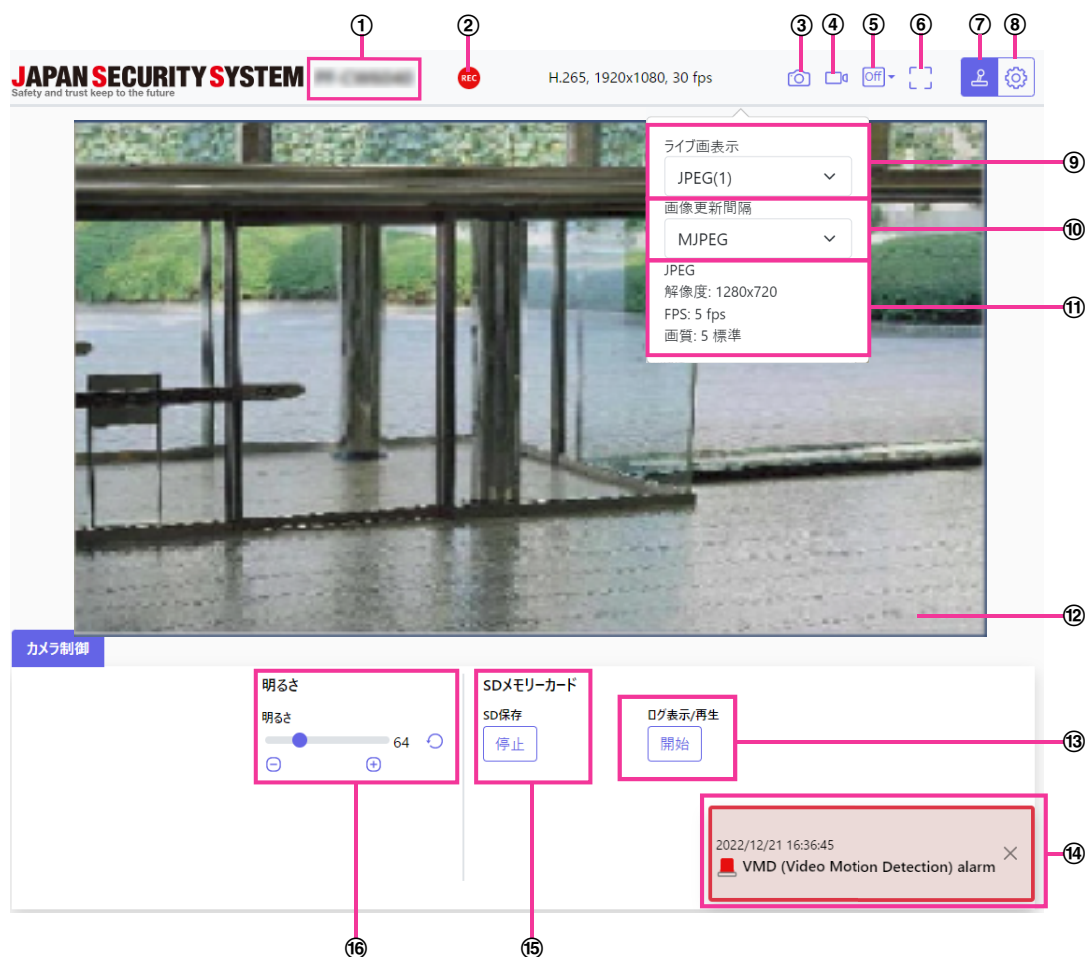 ① ② ③ ④ ⑤ ⑥ ⑦ ⑧
JAPAN SECURITY SYSTEM
Safety and trust keep to the future
REC
H.265, 1920x1080, 30 fps
Off
ライブ画表示
JPEG(1)
⑨
画像更新間隔
MJPEG
⑩
JPEG
解像度: 1280x720
FPS: 5 fps
画質: 5 標準
⑪
⑫
カメラ制御
明るさ
明るさ
64
SDメモリーカード
SD保存
停止
ログ表示/再生
開始
⑬
2022/12/21 16:36:45
VMD (Video Motion Detection) alarm
⑭
⑯ ⑮